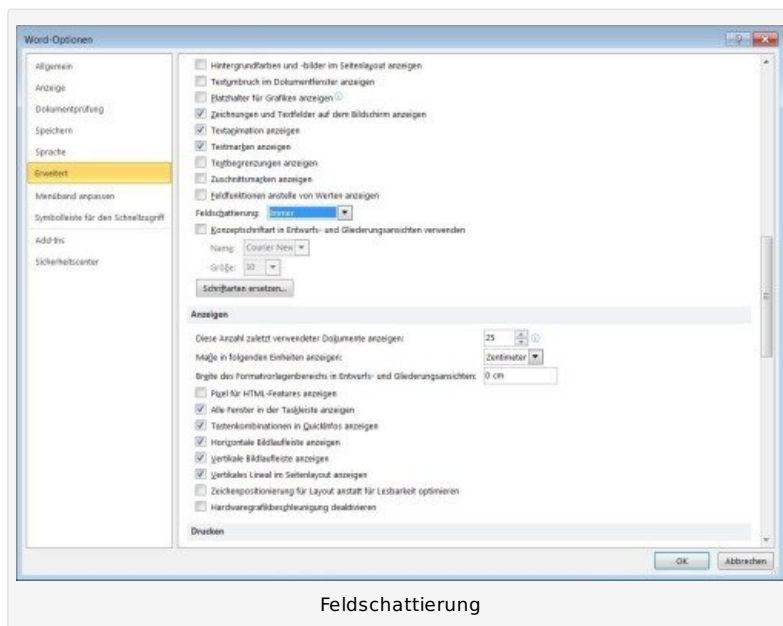 Word-Optionen
Allgemein
Anzeige
Dokumentprüfung
Speichern
Sprache
Erweitert
Menüband anpassen
Symbolleiste für den Schnellzugriff
Add-Ins
Sicherheitscenter
Hintergrundfarben und -bilder im Seitenlayout anzeigen
Textumbruch im Dokumentfenster anzeigen
Platzhalter für Grafiken anzeigen
Zeichnungen und Textfelder auf dem Bildschirm anzeigen
Textanimation anzeigen
Textmarken anzeigen
Textbegrenzungen anzeigen
Zuschnittsmarken anzeigen
Feldfunktionen anstelle von Werten anzeigen
Feldschattierung: Immer
Konzeptschriftart in Entwurfs- und Gliederungsansichten verwenden
Name: Courier New
Größe: 10
Schriftarten ersetzen...
Anzeigen
Diese Anzahl zuletzt verwendeter Dokumente anzeigen: 25
Maße in folgenden Einheiten anzeigen: Zentimeter
Breite des Formatvorlagenbereichs in Entwurfs- und Gliederungsansichten: 0 cm
Pixel für HTML-Features anzeigen
Alle Fenster in der Taskleiste anzeigen
Tastenkombinationen in QuickInfos anzeigen
Horizontale Bildlaufleiste anzeigen
Vertikale Bildlaufleiste anzeigen
Vertikales Lineal im Seitenlayout anzeigen
Zeichenpositionierung für Layout anstatt für Lesbarkeit optimieren
Hardwaregrafikbeschleunigung deaktivieren
Drucken
OK
Abbrechen
Feldschattierung